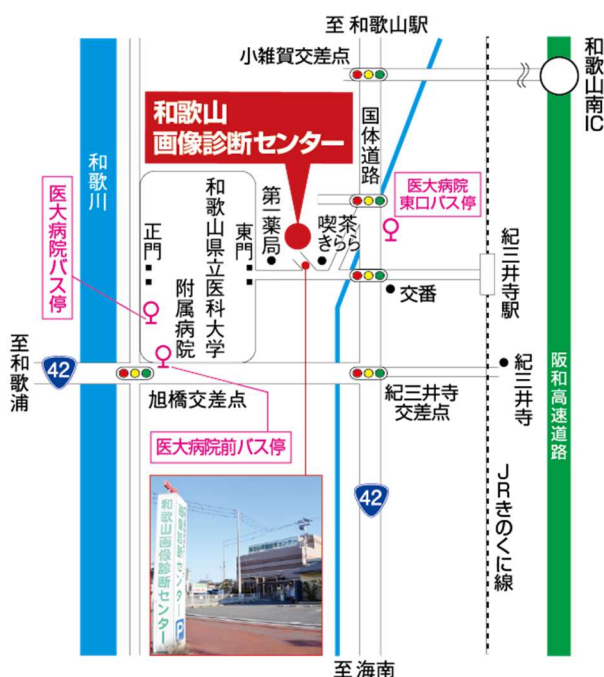 至 和歌山駅
小雑賀交差点
和歌山南IC
和歌山
画像診断センター
国体道路
和歌川
医大病院バス停
正門
和歌山県立医科大学
附属病院
東門
第一薬局
喫茶
きらら
医大病院
東口バス停
紀三井寺駅
交番
至和歌浦
42
旭橋交差点
紀三井寺
交差点
紀三井寺
阪和高速道路
医大病院前バス停
42
JRきのくに線
和歌山画像診断センター
P
至 海南